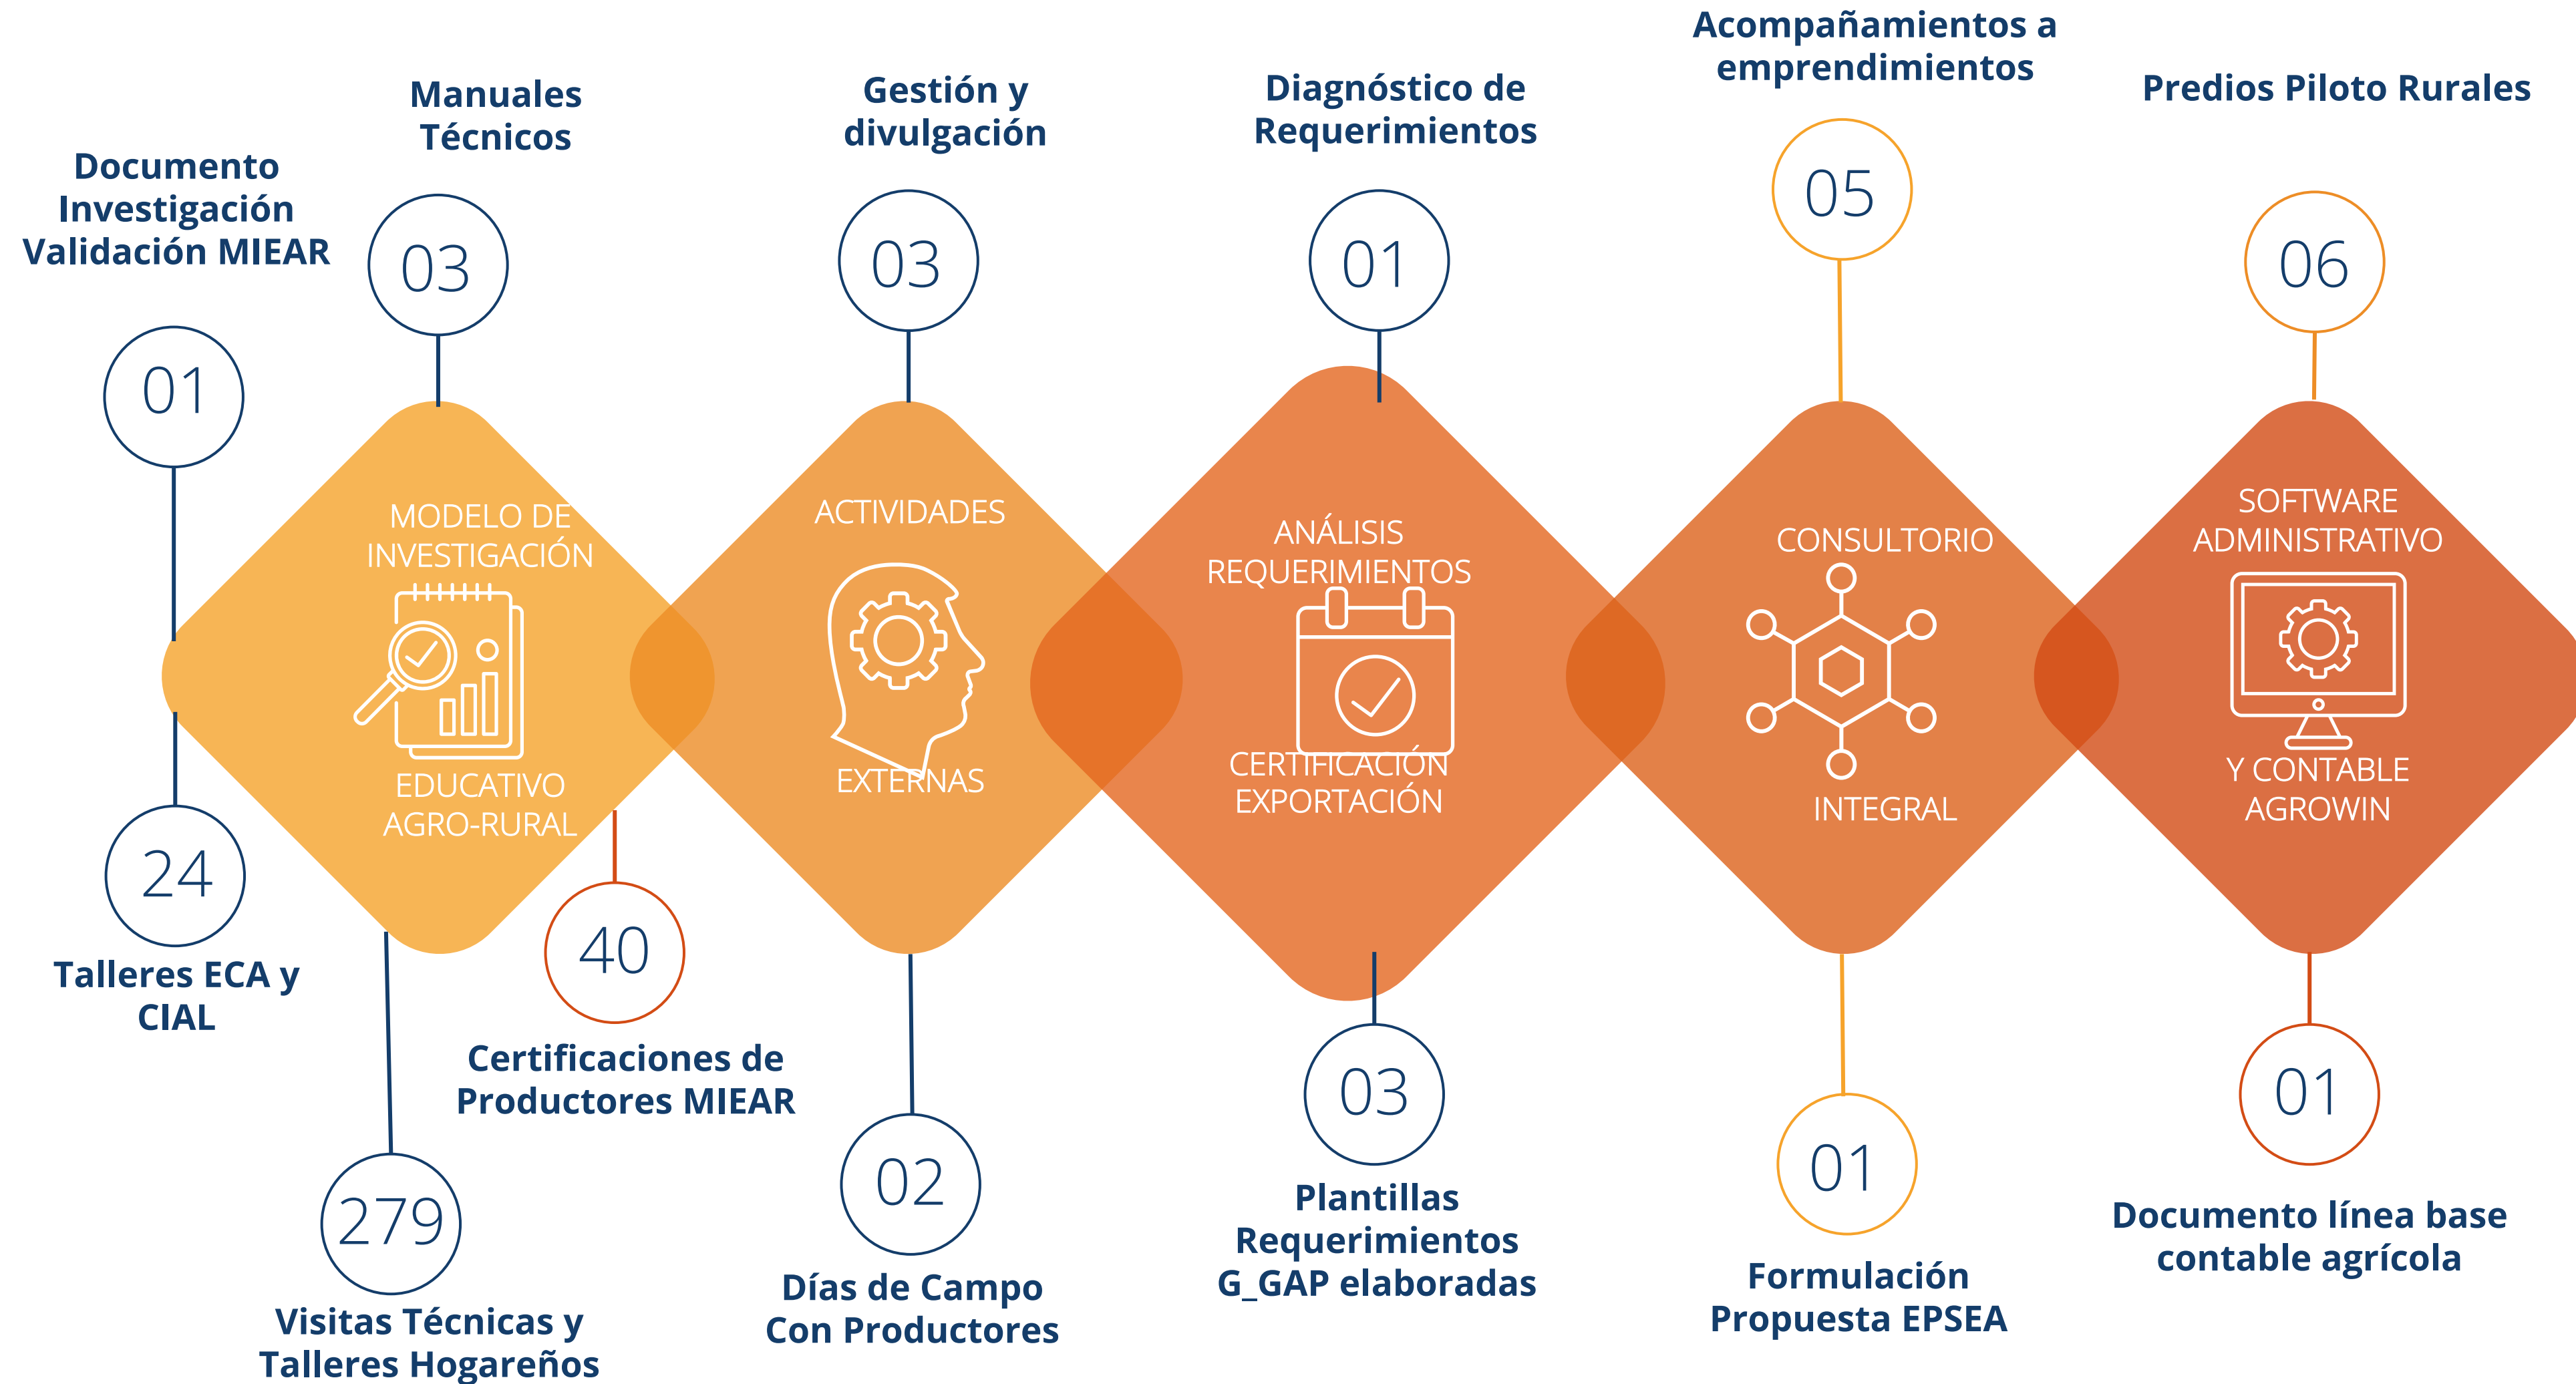 Documento
Investigación
Validación MIEAR
01
Manuales
Técnicos
03
MODELO DE
INVESTIGACIÓN
EDUCATIVO
AGRO-RURAL
24
Talleres ECA y
CIAL
279
Visitas Técnicas y
Talleres Hogareños
40
Certificaciones de
Productores MIEAR
Gestión y
divulgación
03
ACTIVIDADES
EXTERNAS
02
Días de Campo
Con Productores
Diagnóstico de
Requerimientos
01
ANÁLISIS
REQUERIMIENTOS
CERTIFICACIÓN
EXPORTACIÓN
03
Plantillas
Requerimientos
G_GAP elaboradas
Acompañamientos a
emprendimientos
05
CONSULTORIO
INTEGRAL
01
Formulación
Propuesta EPSEA
Predios Piloto Rurales
06
SOFTWARE
ADMINISTRATIVO
Y CONTABLE
AGROWIN
01
Documento línea base
contable agrícola